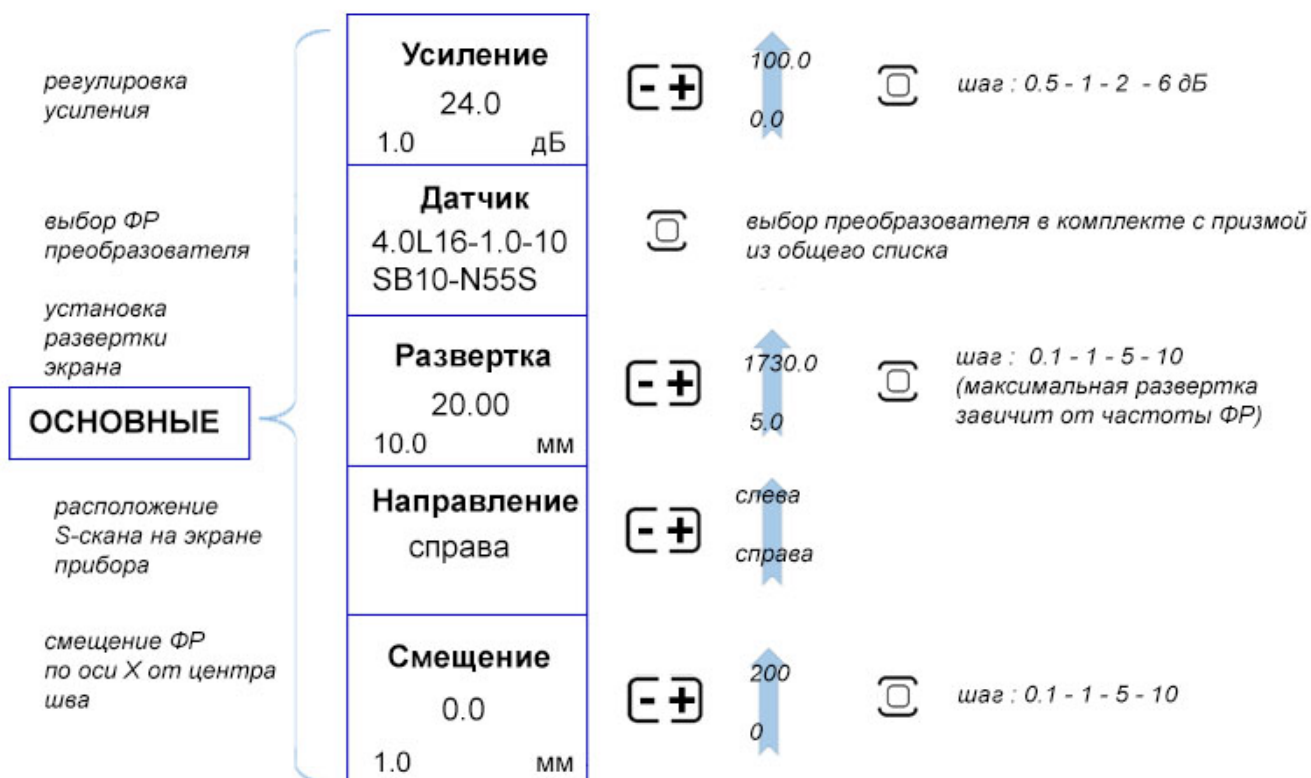 регулировка
усиления
Усиление
24.0
1.0 дБ
- +
100.0
0.0
шаг : 0.5 - 1 - 2 - 6 дБ
выбор ФР
преобразователя
Датчик
4.0L16-1.0-10
SB10-N55S
выбор преобразователя в комплекте с призмой
из общего списка
установка
развертки
экрана
Развертка
20.00
10.0 мм
- +
1730.0
5.0
шаг : 0.1 - 1 - 5 - 10
(максимальная развертка
завичит от частоты ФР)
ОСНОВНЫЕ
расположение
S-скана на экране
прибора
Направление
справа
- +
слева
справа
смещение ФР
по оси X от центра
шва
Смещение
0.0
1.0 мм
- +
200
0
шаг : 0.1 - 1 - 5 - 10